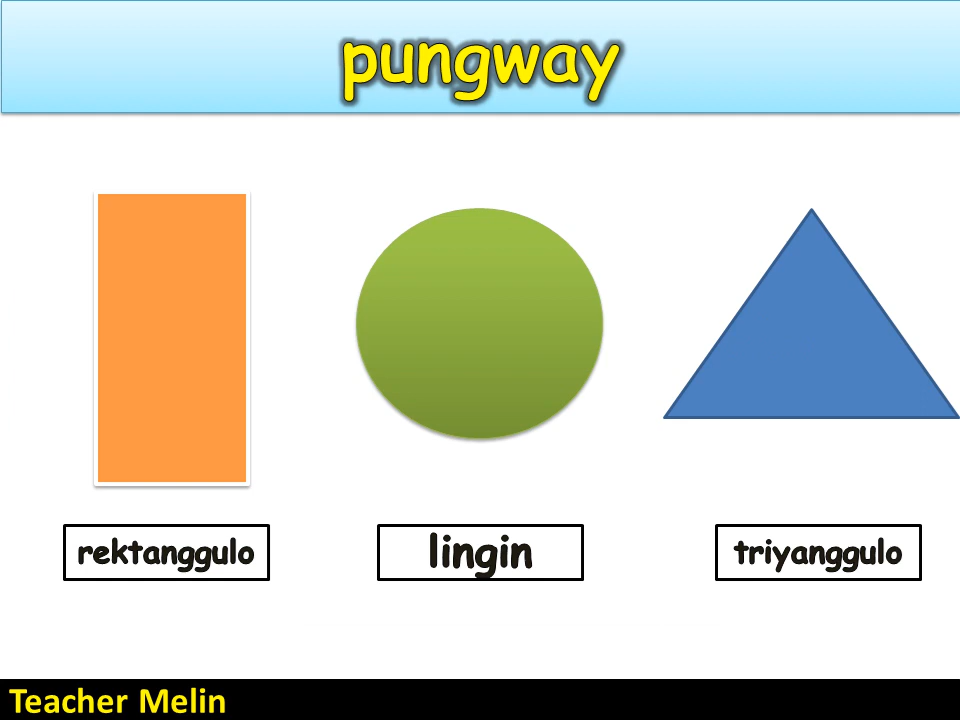 pungway
rektanggulo
lingin
triyanggulo
Teacher Melin